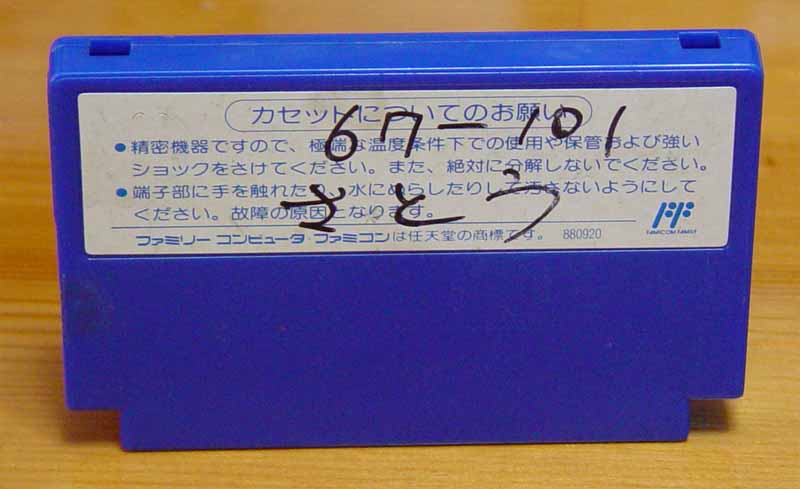 カセットについてのお願い
67-101
●精密機器ですので、極端な温度条件下での使用や保管および強い
ショックをさけてください。また、絶対に分解しないでください。
●端子部に手を触れたり、水にぬらしたりして汚さないようにして
さとう
ください。故障の原因となります。
ファミリー コンピュータ・ファミコンは任天堂の商標です。 880920
FAMICOM FAMILY